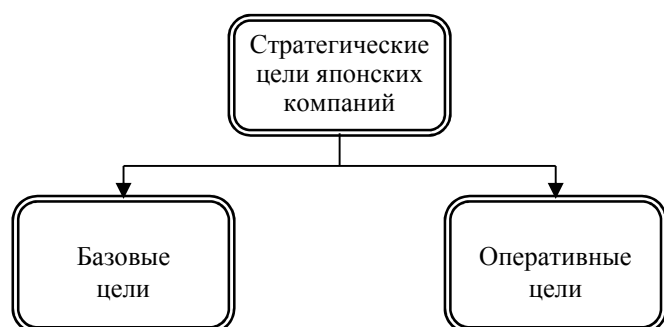 Стратегические
цели японских
компаний
Базовые
цели
Оперативные
цели